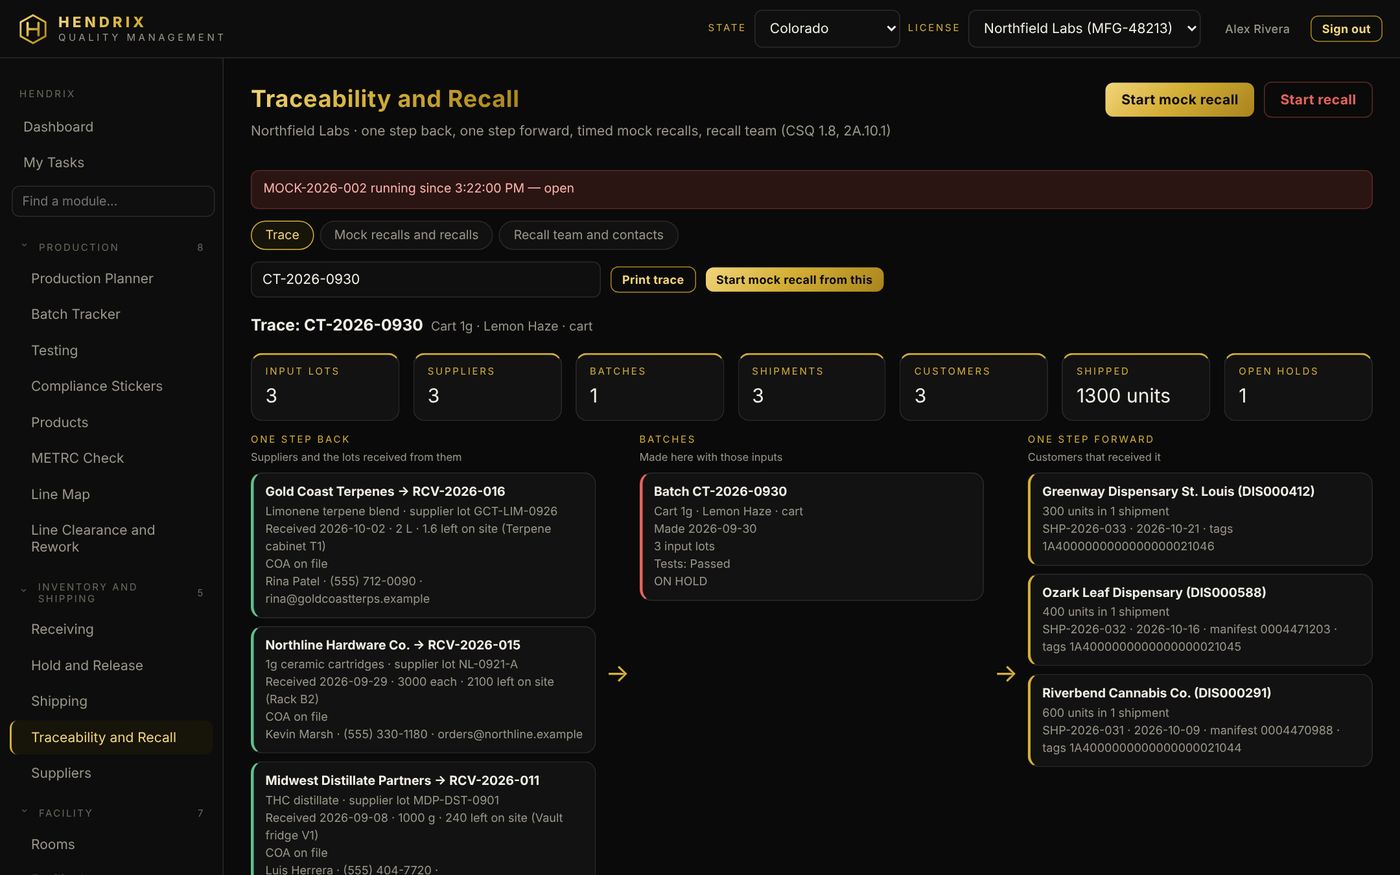 HENDRIX
QUALITY MANAGEMENT
STATE
Colorado
LICENSE
Northfield Labs (MFG-48213)
Alex Rivera
Sign out
HENDRIX
Dashboard
My Tasks
Find a module...
PRODUCTION 8
Production Planner
Batch Tracker
Testing
Compliance Stickers
Products
METRC Check
Line Map
Line Clearance and
Rework
INVENTORY AND
SHIPPING 5
Receiving
Hold and Release
Shipping
Traceability and Recall
Suppliers
FACILITY 7
Rooms
Traceability and Recall
Northfield Labs · one step back, one step forward, timed mock recalls, recall team (CSQ 1.8, 2A.10.1)
Start mock recall
Start recall
MOCK-2026-002 running since 3:22:00 PM — open
Trace
Mock recalls and recalls
Recall team and contacts
CT-2026-0930
Print trace
Start mock recall from this
Trace: CT-2026-0930 Cart 1g · Lemon Haze · cart
INPUT LOTS
3
SUPPLIERS
3
BATCHES
1
SHIPMENTS
3
CUSTOMERS
3
SHIPPED
1300 units
OPEN HOLDS
1
ONE STEP BACK
Suppliers and the lots received from them
Gold Coast Terpenes → RCV-2026-016
Limonene terpene blend · supplier lot GCT-LIM-0926
Received 2026-10-02 · 2 L · 1.6 left on site (Terpene
cabinet T1)
COA on file
Rina Patel · (555) 712-0090 ·
rina@goldcoastterps.example
Northline Hardware Co. → RCV-2026-015
1g ceramic cartridges · supplier lot NL-0921-A
Received 2026-09-29 · 3000 each · 2100 left on site
(Rack B2)
COA on file
Kevin Marsh · (555) 330-1180 · orders@northline.example
Midwest Distillate Partners → RCV-2026-011
THC distillate · supplier lot MDP-DST-0901
Received 2026-09-08 · 1000 g · 240 left on site (Vault
fridge V1)
COA on file
Luis Herrera · (555) 404-7720 ·
BATCHES
Made here with those inputs
Batch CT-2026-0930
Cart 1g · Lemon Haze · cart
Made 2026-09-30
3 input lots
Tests: Passed
ON HOLD
ONE STEP FORWARD
Customers that received it
Greenway Dispensary St. Louis (DIS000412)
300 units in 1 shipment
SHP-2026-033 · 2026-10-21 · tags
1A4000000000000000021046
Ozark Leaf Dispensary (DIS000588)
400 units in 1 shipment
SHP-2026-032 · 2026-10-16 · manifest 0004471203 ·
tags 1A4000000000000000021045
Riverbend Cannabis Co. (DIS000291)
600 units in 1 shipment
SHP-2026-031 · 2026-10-09 · manifest 0004470988 ·
tags 1A4000000000000000021044